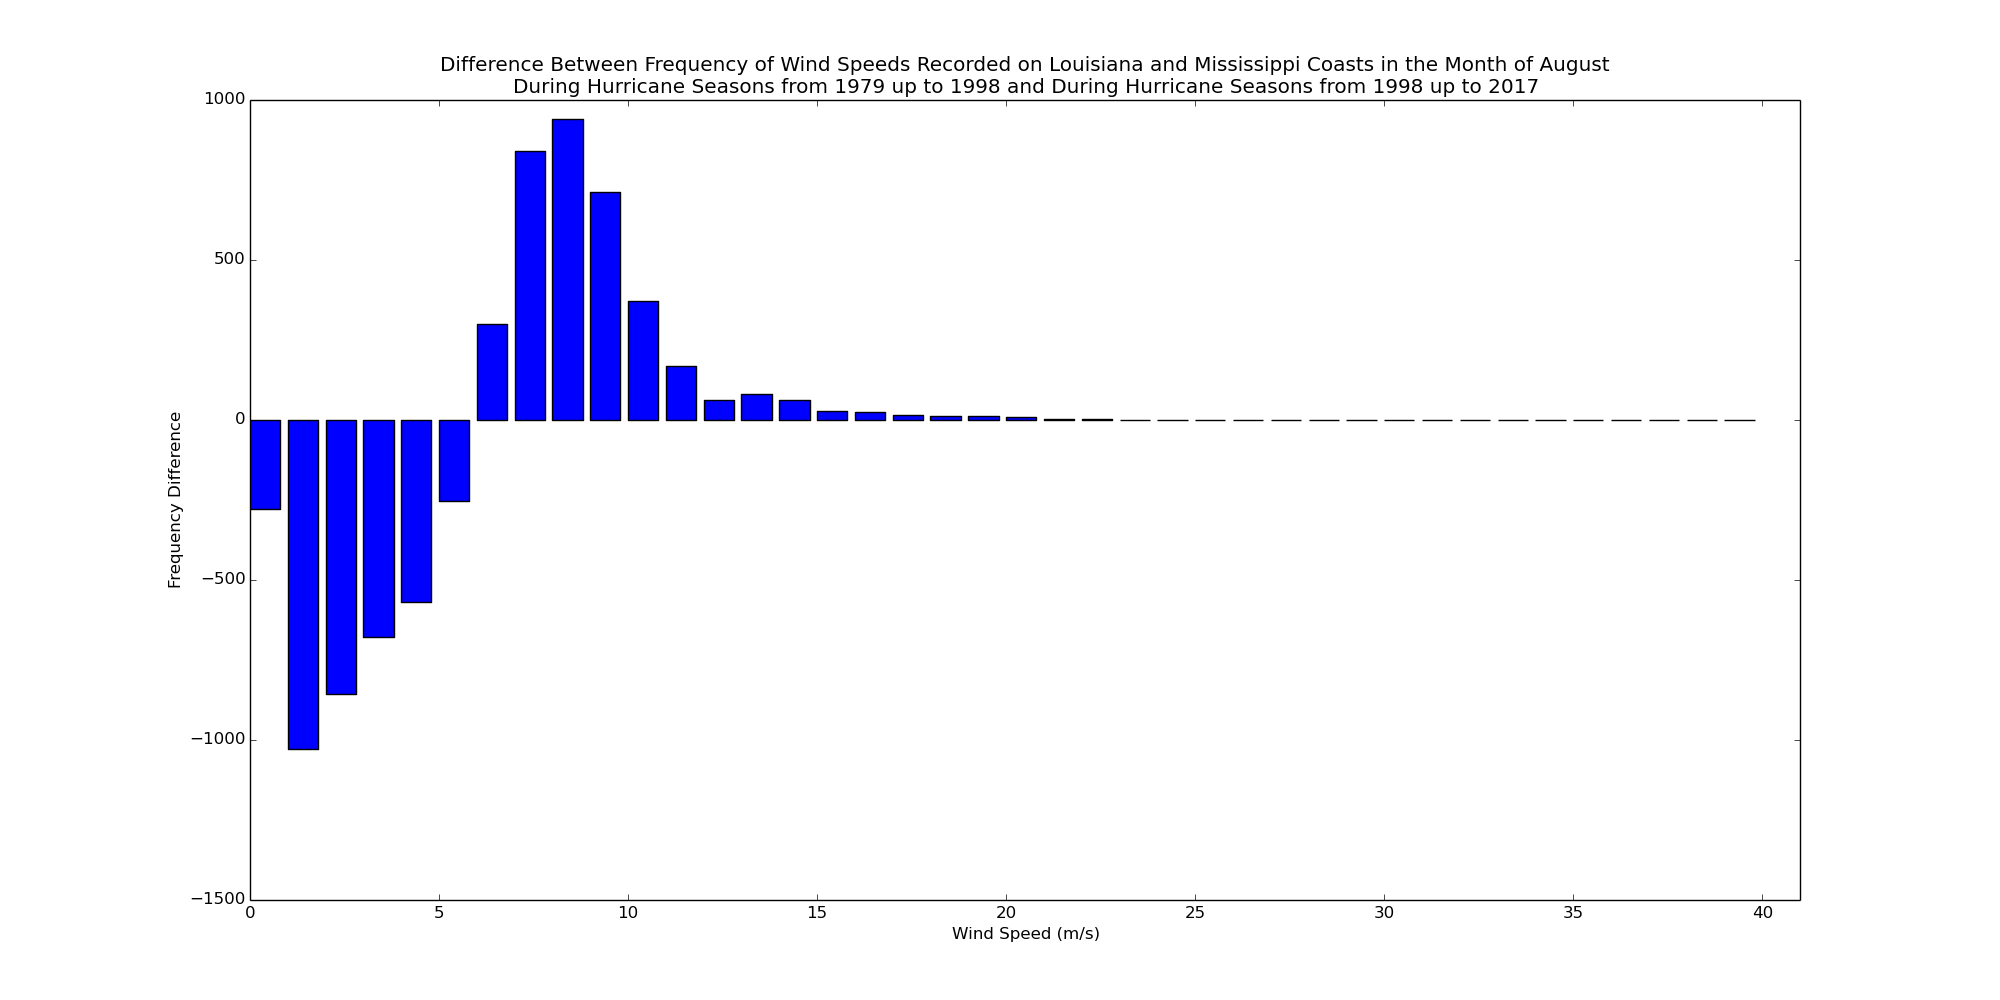 Difference Between Frequency of Wind Speeds Recorded on Louisiana and Mississippi Coasts in the Month of August
During Hurricane Seasons from 1979 up to 1998 and During Hurricane Seasons from 1998 up to 2017
1000
500
0
−500
−1000
−1500
Frequency Difference
0 5 10 15 20 25 30 35 40
Wind Speed (m/s)